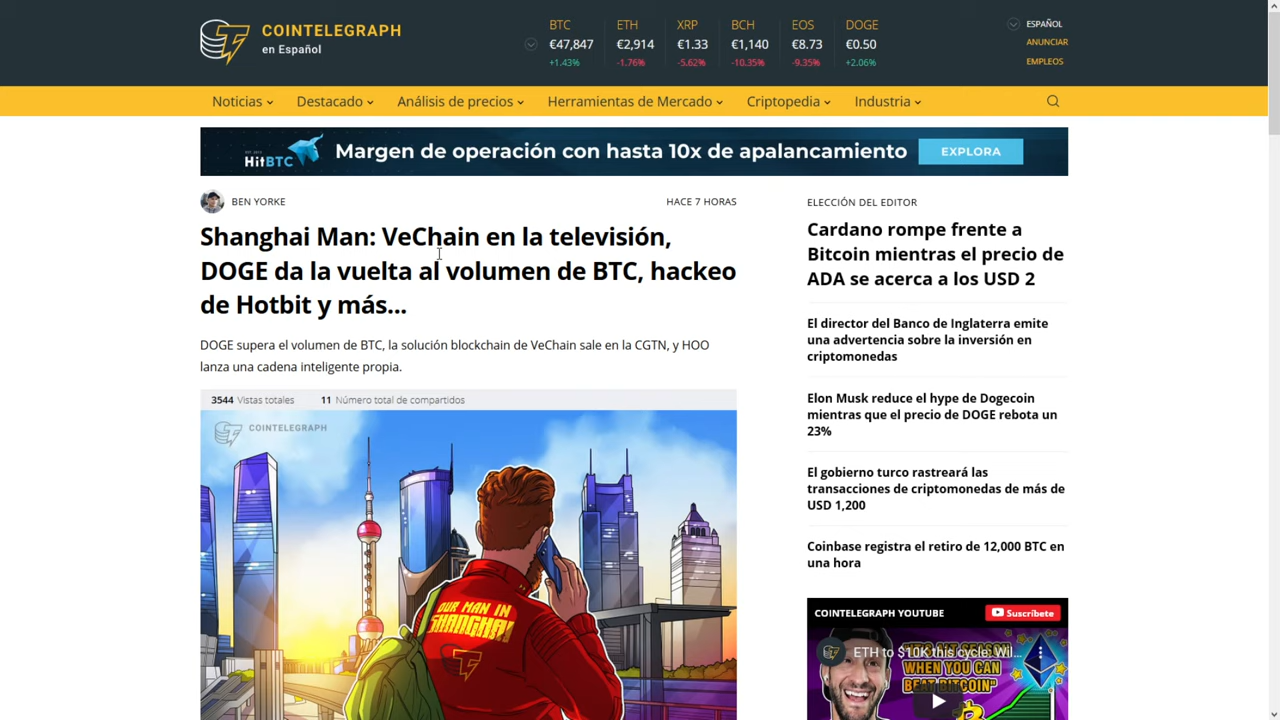 COINTELEGRAPH
en Español
BTC
€47,847
+1.43%
ETH
€2,914
-1.76%
XRP
€1.33
-5.62%
BCH
€1,140
-10.35%
EOS
€8.73
-9.35%
DOGE
€0.50
+2.06%
ESPAÑOL
ANUNCIAR
EMPLEOS
Noticias
Destacado
Análisis de precios
Herramientas de Mercado
Criptopedia
Industria
EST. 2013
HitBTC
Margen de operación con hasta 10x de apalancamiento
EXPLORA
BEN YORKE
HACE 7 HORAS
Shanghai Man: VeChain en la televisión,
DOGE da la vuelta al volumen de BTC, hackeo
de Hotbit y más...
DOGE supera el volumen de BTC, la solución blockchain de VeChain sale en la CGTN, y HOO
lanza una cadena inteligente propia.
3544 Vistas totales
11 Número total de compartidos
COINTELEGRAPH
OUR MAN IN
SHANGHAI
ELECCIÓN DEL EDITOR
Cardano rompe frente a
Bitcoin mientras el precio de
ADA se acerca a los USD 2
El director del Banco de Inglaterra emite
una advertencia sobre la inversión en
criptomonedas
Elon Musk reduce el hype de Dogecoin
mientras que el precio de DOGE rebota un
23%
El gobierno turco rastreará las
transacciones de criptomonedas de más de
USD 1,200
Coinbase registra el retiro de 12,000 BTC en
una hora
COINTELEGRAPH YOUTUBE
Suscríbete
ETH to $10K this cycle: Wil...
WHEN YOU CAN
BEAT BITCOIN"